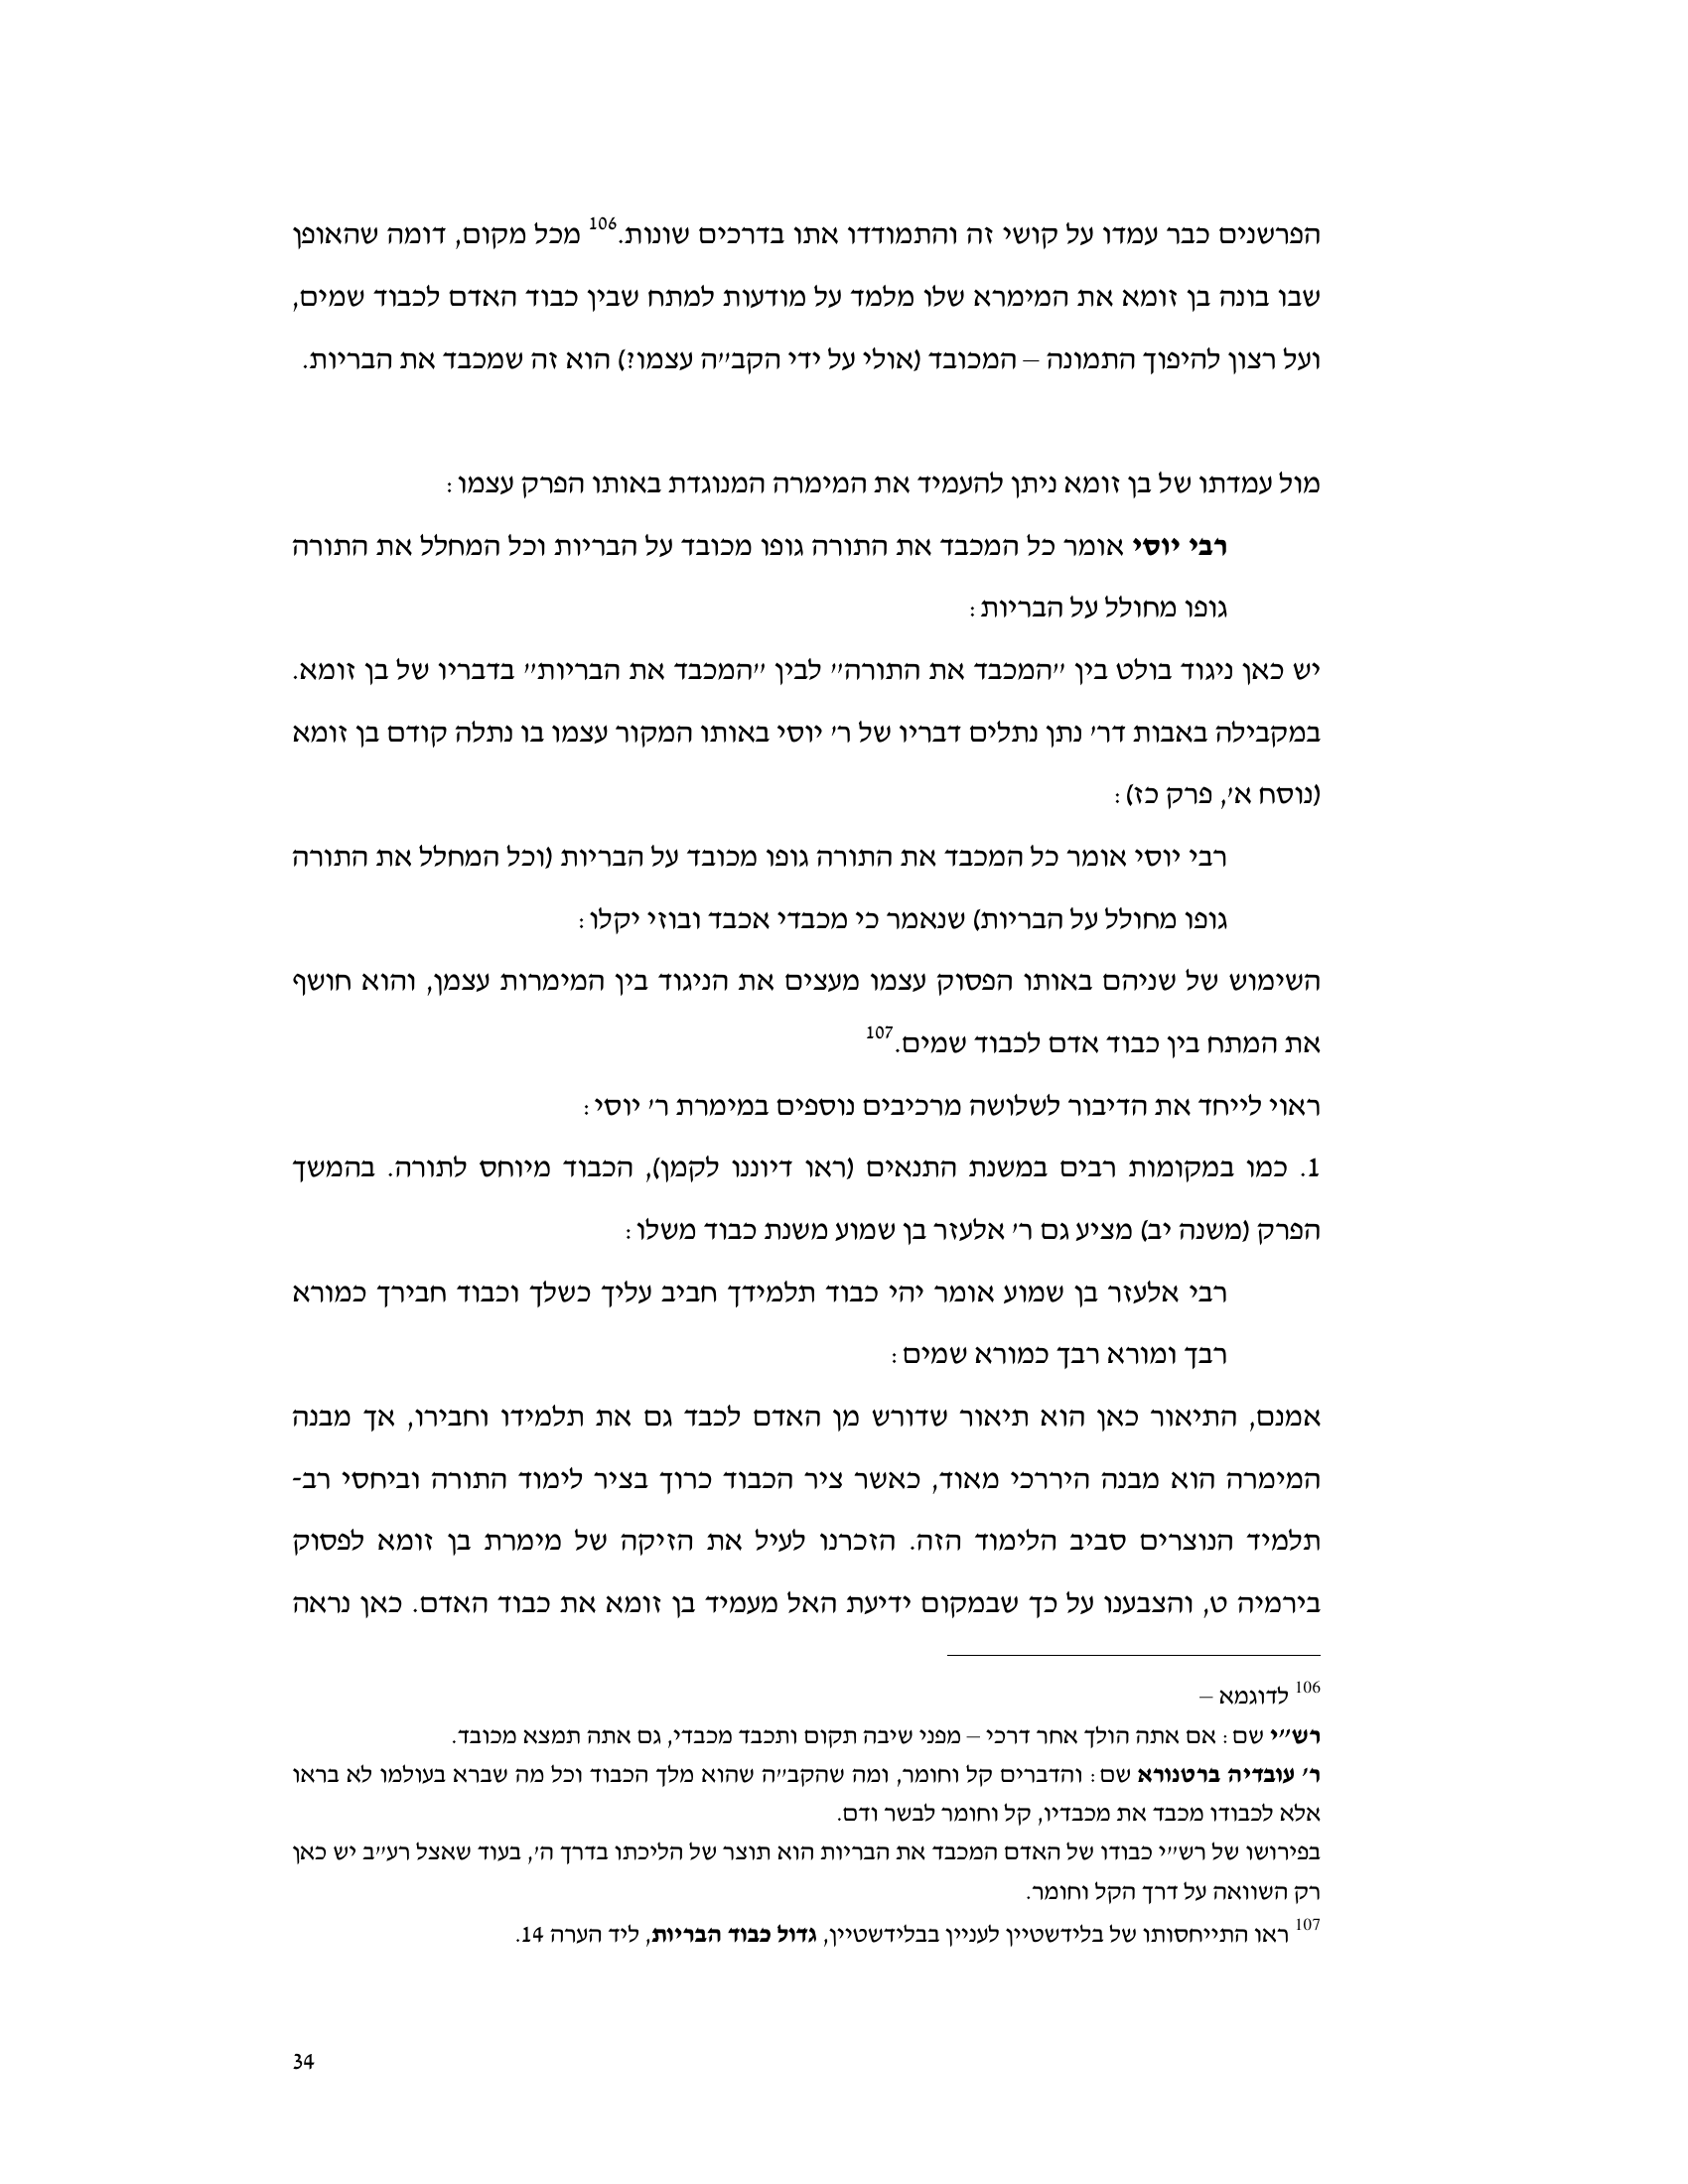 הפרשנים כבר עמדו על קושי זה והתמודדו אתו בדרכים שונות.106 מכל מקום, דומה שהאופן
שבו בונה בן זומא את המימרא שלו מלמד על מודעות למתח שבין כבוד האדם לכבוד שמים,
ועל רצון להיפוך התמונה – המכובד (אולי על ידי הקב״ה עצמו?) הוא זה שמכבד את הבריות.
מול עמדתו של בן זומא ניתן להעמיד את המימרה המנוגדת באותו הפרק עצמו:
רבי יוסי אומר כל המכבד את התורה גופו מכובד על הבריות וכל המחלל את התורה
גופו מחולל על הבריות:
יש כאן ניגוד בולט בין ״המכבד את התורה״ לבין ״המכבד את הבריות״ בדבריו של בן זומא.
במקבילה באבות דר׳ נתן נתלים דבריו של ר׳ יוסי באותו המקור עצמו בו נתלה קודם בן זומא
(נוסח א׳, פרק כז):
רבי יוסי אומר כל המכבד את התורה גופו מכובד על הבריות (וכל המחלל את התורה
גופו מחולל על הבריות) שנאמר כי מכבדי אכבד ובוזי יקלו:
השימוש של שניהם באותו הפסוק עצמו מעצים את הניגוד בין המימרות עצמן, והוא חושף
את המתח בין כבוד אדם לכבוד שמים.107
ראוי לייחד את הדיבור לשלושה מרכיבים נוספים במימרת ר׳ יוסי:
1. כמו במקומות רבים במשנת התנאים (ראו דיוננו לקמן), הכבוד מיוחס לתורה. בהמשך
הפרק (משנה יב) מציע גם ר׳ אלעזר בן שמוע משנת כבוד משלו:
רבי אלעזר בן שמוע אומר יהי כבוד תלמידך חביב עליך כשלך וכבוד חבירך כמורא
רבך ומורא רבך כמורא שמים:
אמנם, התיאור כאן הוא תיאור שדורש מן האדם לכבד גם את תלמידו וחבירו, אך מבנה
המימרה הוא מבנה היררכי מאוד, כאשר ציר הכבוד כרוך בציר לימוד התורה וביחסי רב-
תלמיד הנוצרים סביב הלימוד הזה. הזכרנו לעיל את הזיקה של מימרת בן זומא לפסוק
בירמיה ט, והצבענו על כך שבמקום ידיעת האל מעמיד בן זומא את כבוד האדם. כאן נראה
106 לדוגמא –
רש״י שם: אם אתה הולך אחר דרכי – מפני שיבה תקום ותכבד מכבדי, גם אתה תמצא מכובד.
ר׳ עובדיה ברטנורא שם: והדברים קל וחומר, ומה שהקב״ה שהוא מלך הכבוד וכל מה שברא בעולמו לא בראו
אלא לכבודו מכבד את מכבדיו, קל וחומר לבשר ודם.
בפירושו של רש״י כבודו של האדם המכבד את הבריות הוא תוצר של הליכתו בדרך ה׳, בעוד שאצל רע״ב יש כאן
רק השוואה על דרך הקל וחומר.
107 ראו התייחסותו של בלידשטיין לעניין בבלידשטיין, גדול כבוד הבריות, ליד הערה 14.
34